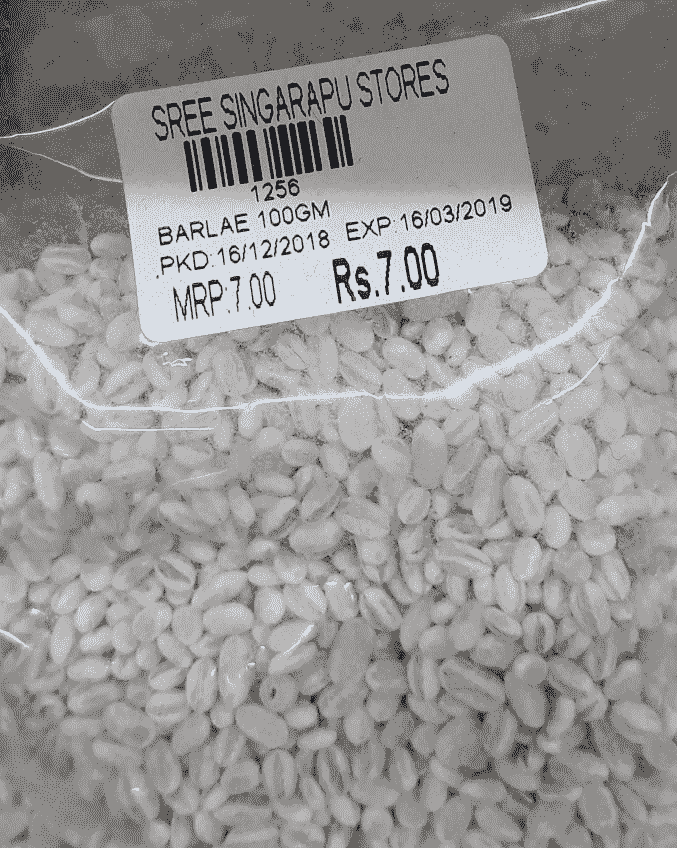 SREE SINGARAPU STORES
1256
BARLAE 100GM
PKD:16/12/2018 EXP:16/03/2019
MRP:7.00 Rs.7.00